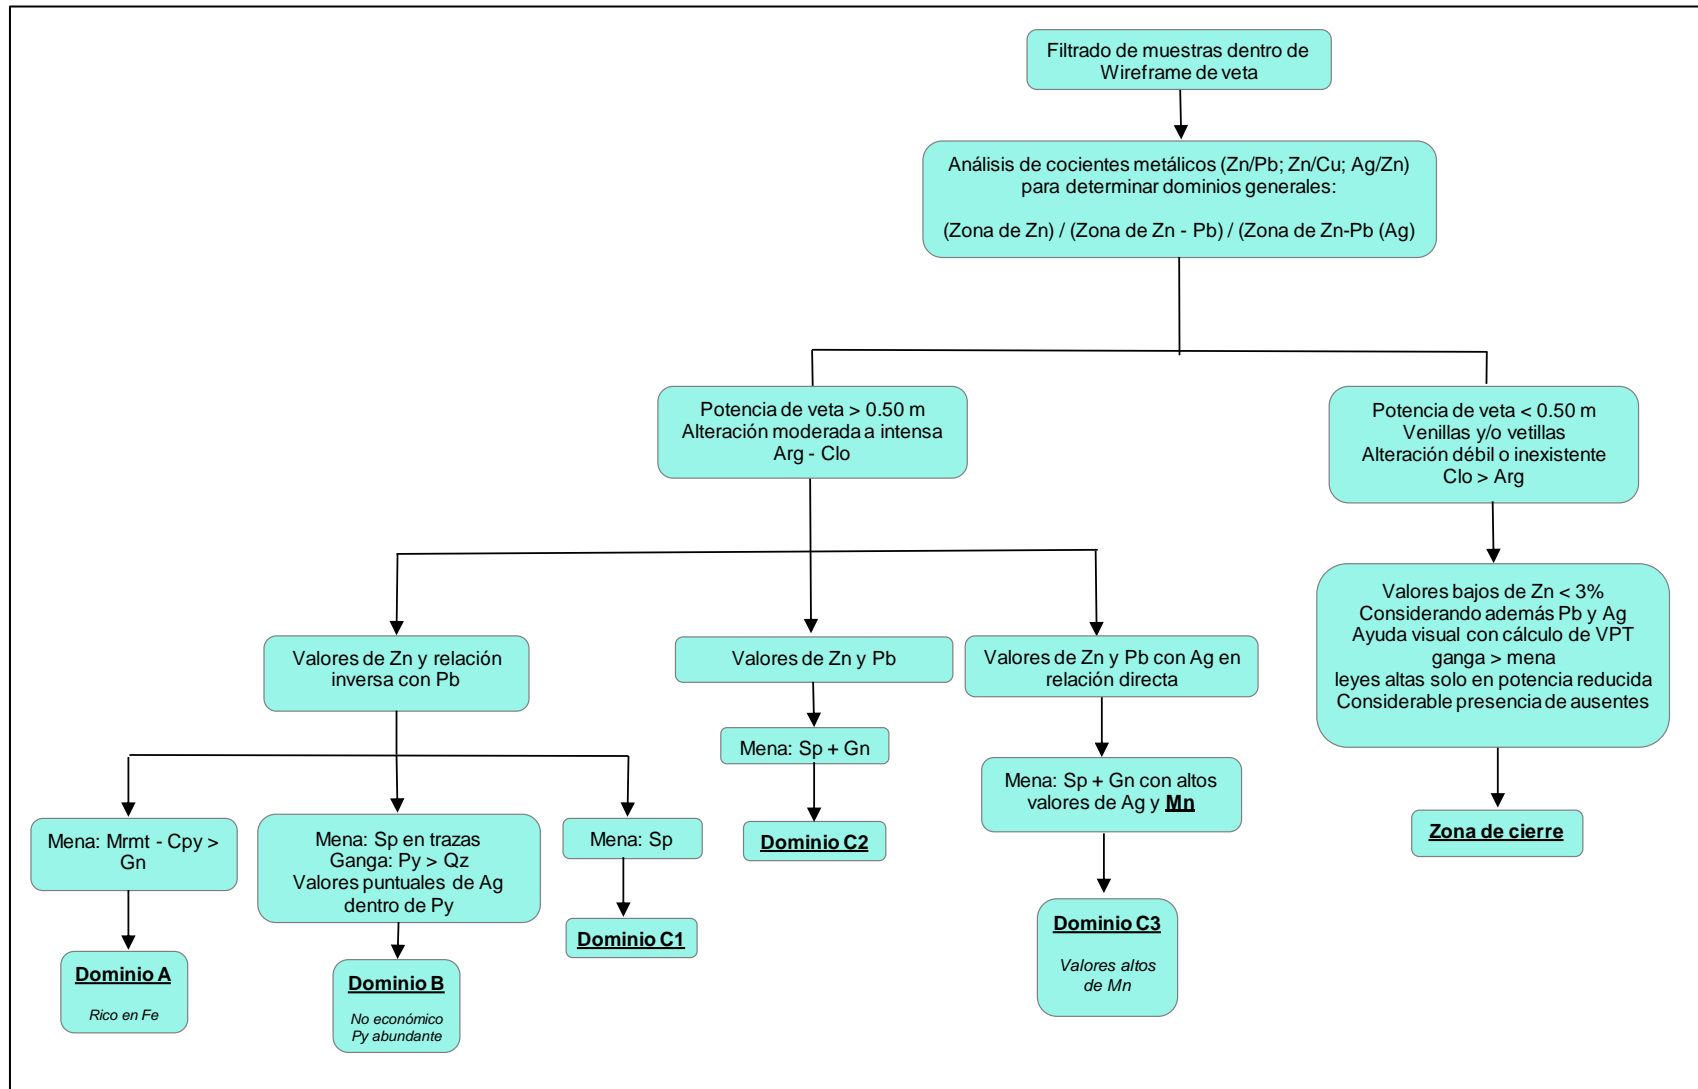 Filtrado de muestras dentro de
Wireframe de veta
Análisis de cocientes metálicos (Zn/Pb; Zn/Cu; Ag/Zn)
para determinar dominios generales:
(Zona de Zn) / (Zona de Zn - Pb) / (Zona de Zn-Pb (Ag)
Potencia de veta > 0.50 m
Alteración moderada a intensa
Arg - Clo
Potencia de veta < 0.50 m
Venillas y/o vetillas
Alteración débil o inexistente
Clo > Arg
Valores bajos de Zn < 3%
Considerando además Pb y Ag
Ayuda visual con cálculo de VPT
ganga > mena
leyes altas solo en potencia reducida
Considerable presencia de ausentes
Valores de Zn y relación
inversa con Pb
Valores de Zn y Pb
Valores de Zn y Pb con Ag en
relación directa
Mena: Mrmt - Cpy >
Gn
Mena: Sp en trazas
Ganga: Py > Qz
Valores puntuales de Ag
dentro de Py
Mena: Sp
Mena: Sp + Gn
Mena: Sp + Gn con altos
valores de Ag y Mn
Zona de cierre
Dominio A
Rico en Fe
Dominio B
No económico
Py abundante
Dominio C1
Dominio C2
Dominio C3
Valores altos
de Mn